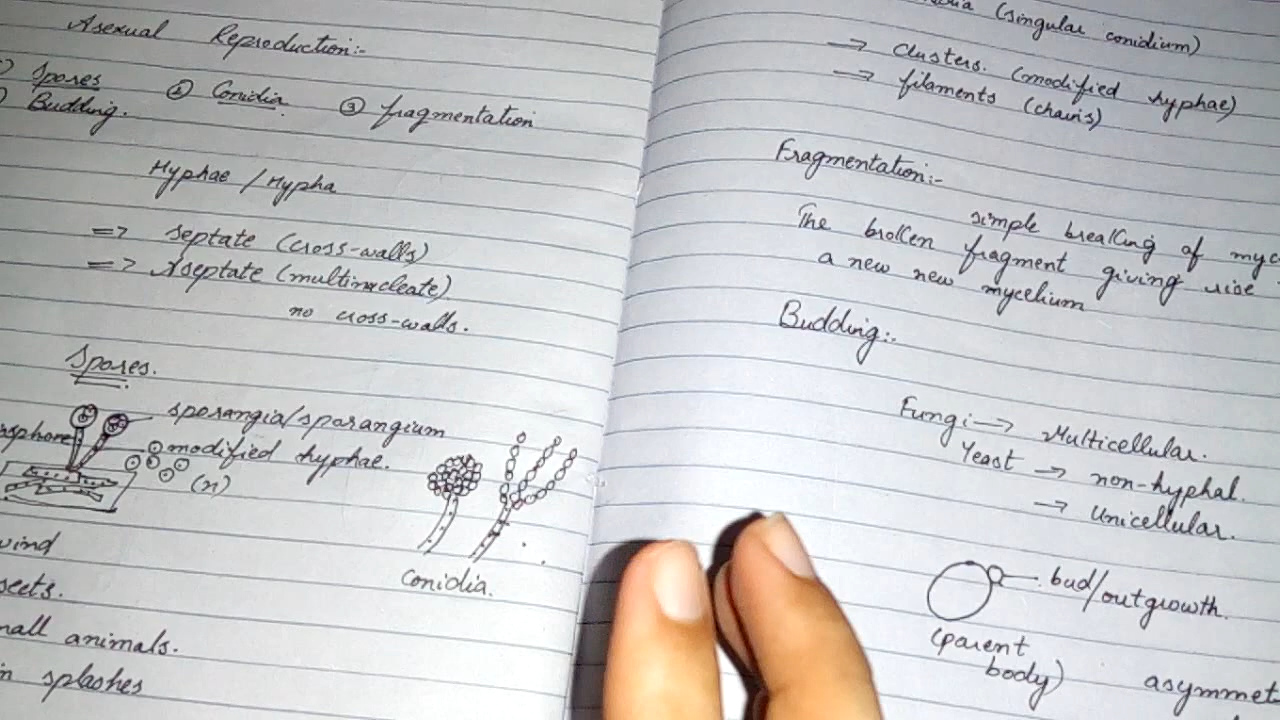 Asexual Reproduction:-
Spores ② Conidia ③ fragmentation
Budding.
Hyphae / Hypha
=> Septate (cross-walls)
=> Aseptate (multinucleate)
no cross-walls.
Spores.
sporangia/sporangium
modified hyphae.
(n)
Conidia.
wind
small animals.
splashes
(singular conidium)
→ clusters. (modified hyphae)
→ filaments (chains)
Fragmentation:-
simple breaking of
The broken fragment giving rise
a new new mycelium
Budding:-
Fungi → Multicellular.
Yeast → non-hyphal.
→ Unicellular.
bud/outgrowth.
(parent
body)